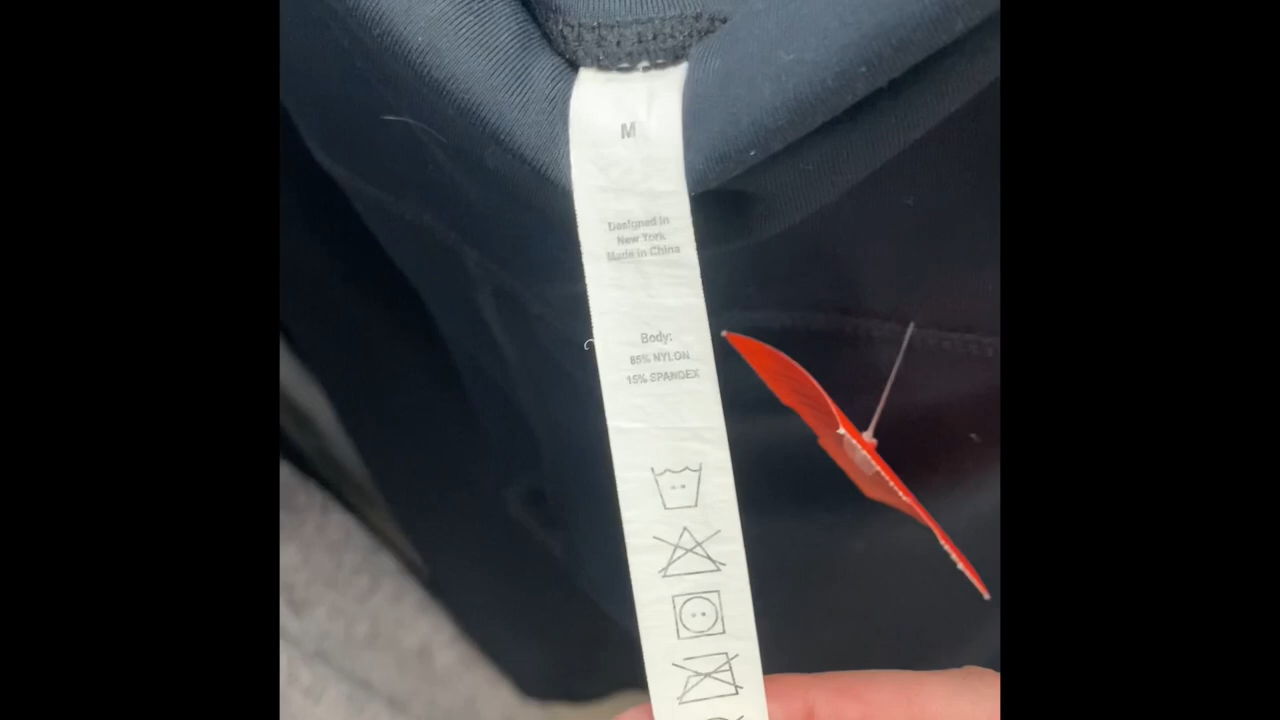 M
Designed in
New York
Made in China
Body:
85% NYLON
15% SPANDEX